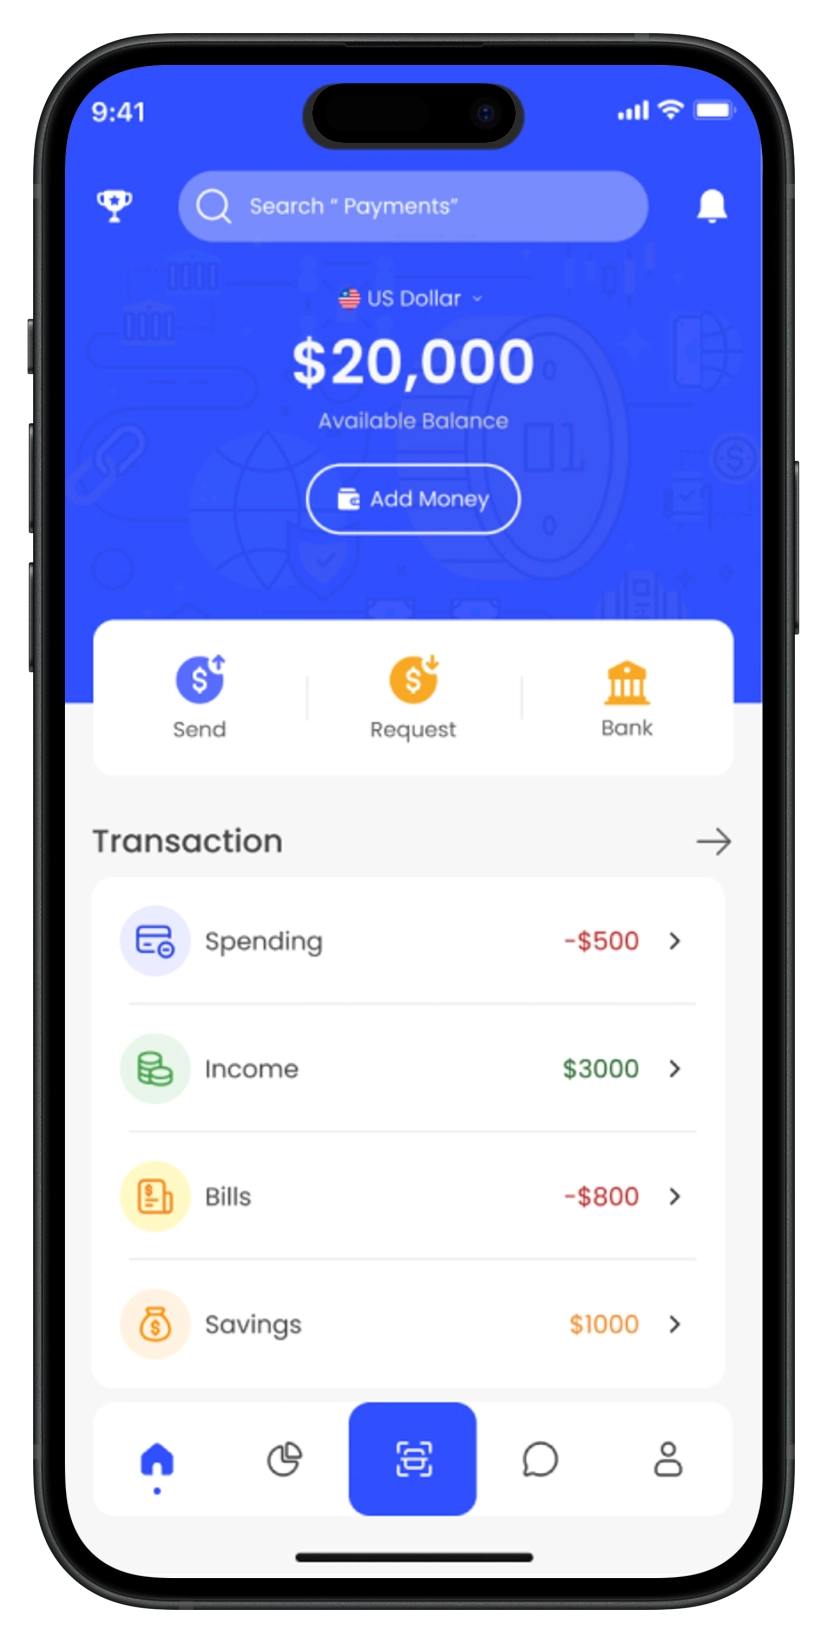 9:41
Search “ Payments”
US Dollar
$20,000
Available Balance
Add Money
Send
Request
Bank
Transaction
Spending -$500
Income $3000
Bills -$800
Savings $1000